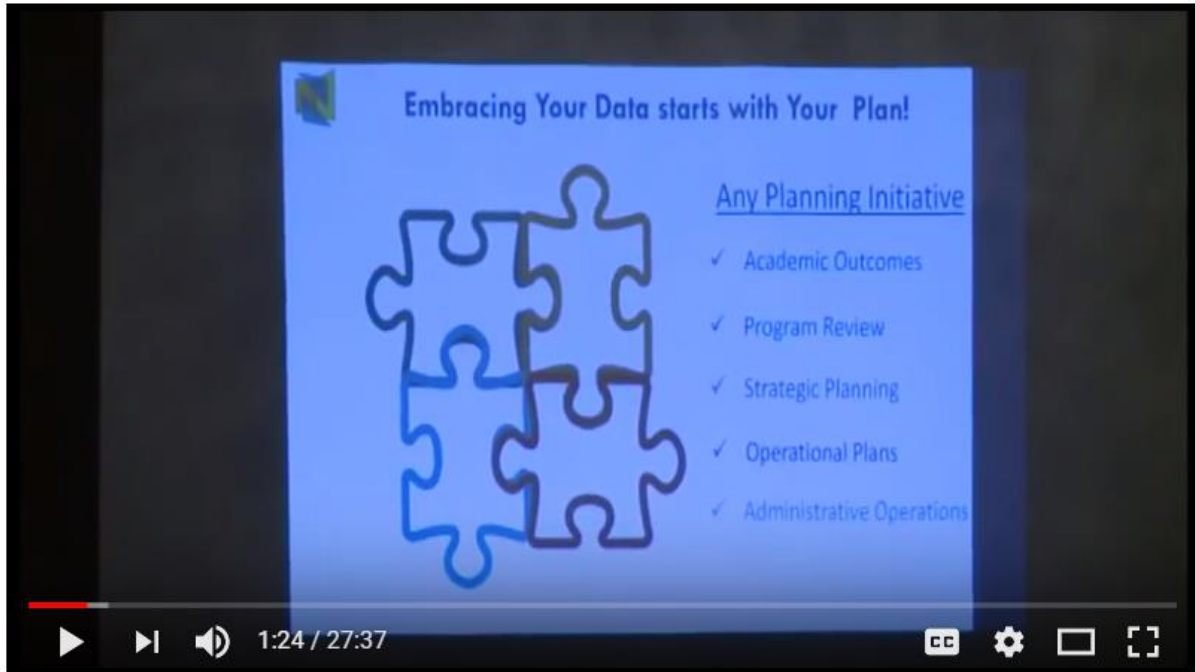 Embracing Your Data starts with Your Plan!
Any Planning Initiative
✓ Academic Outcomes
✓ Program Review
✓ Strategic Planning
✓ Operational Plans
✓ Administrative Operations
1:24 / 27:37
CC